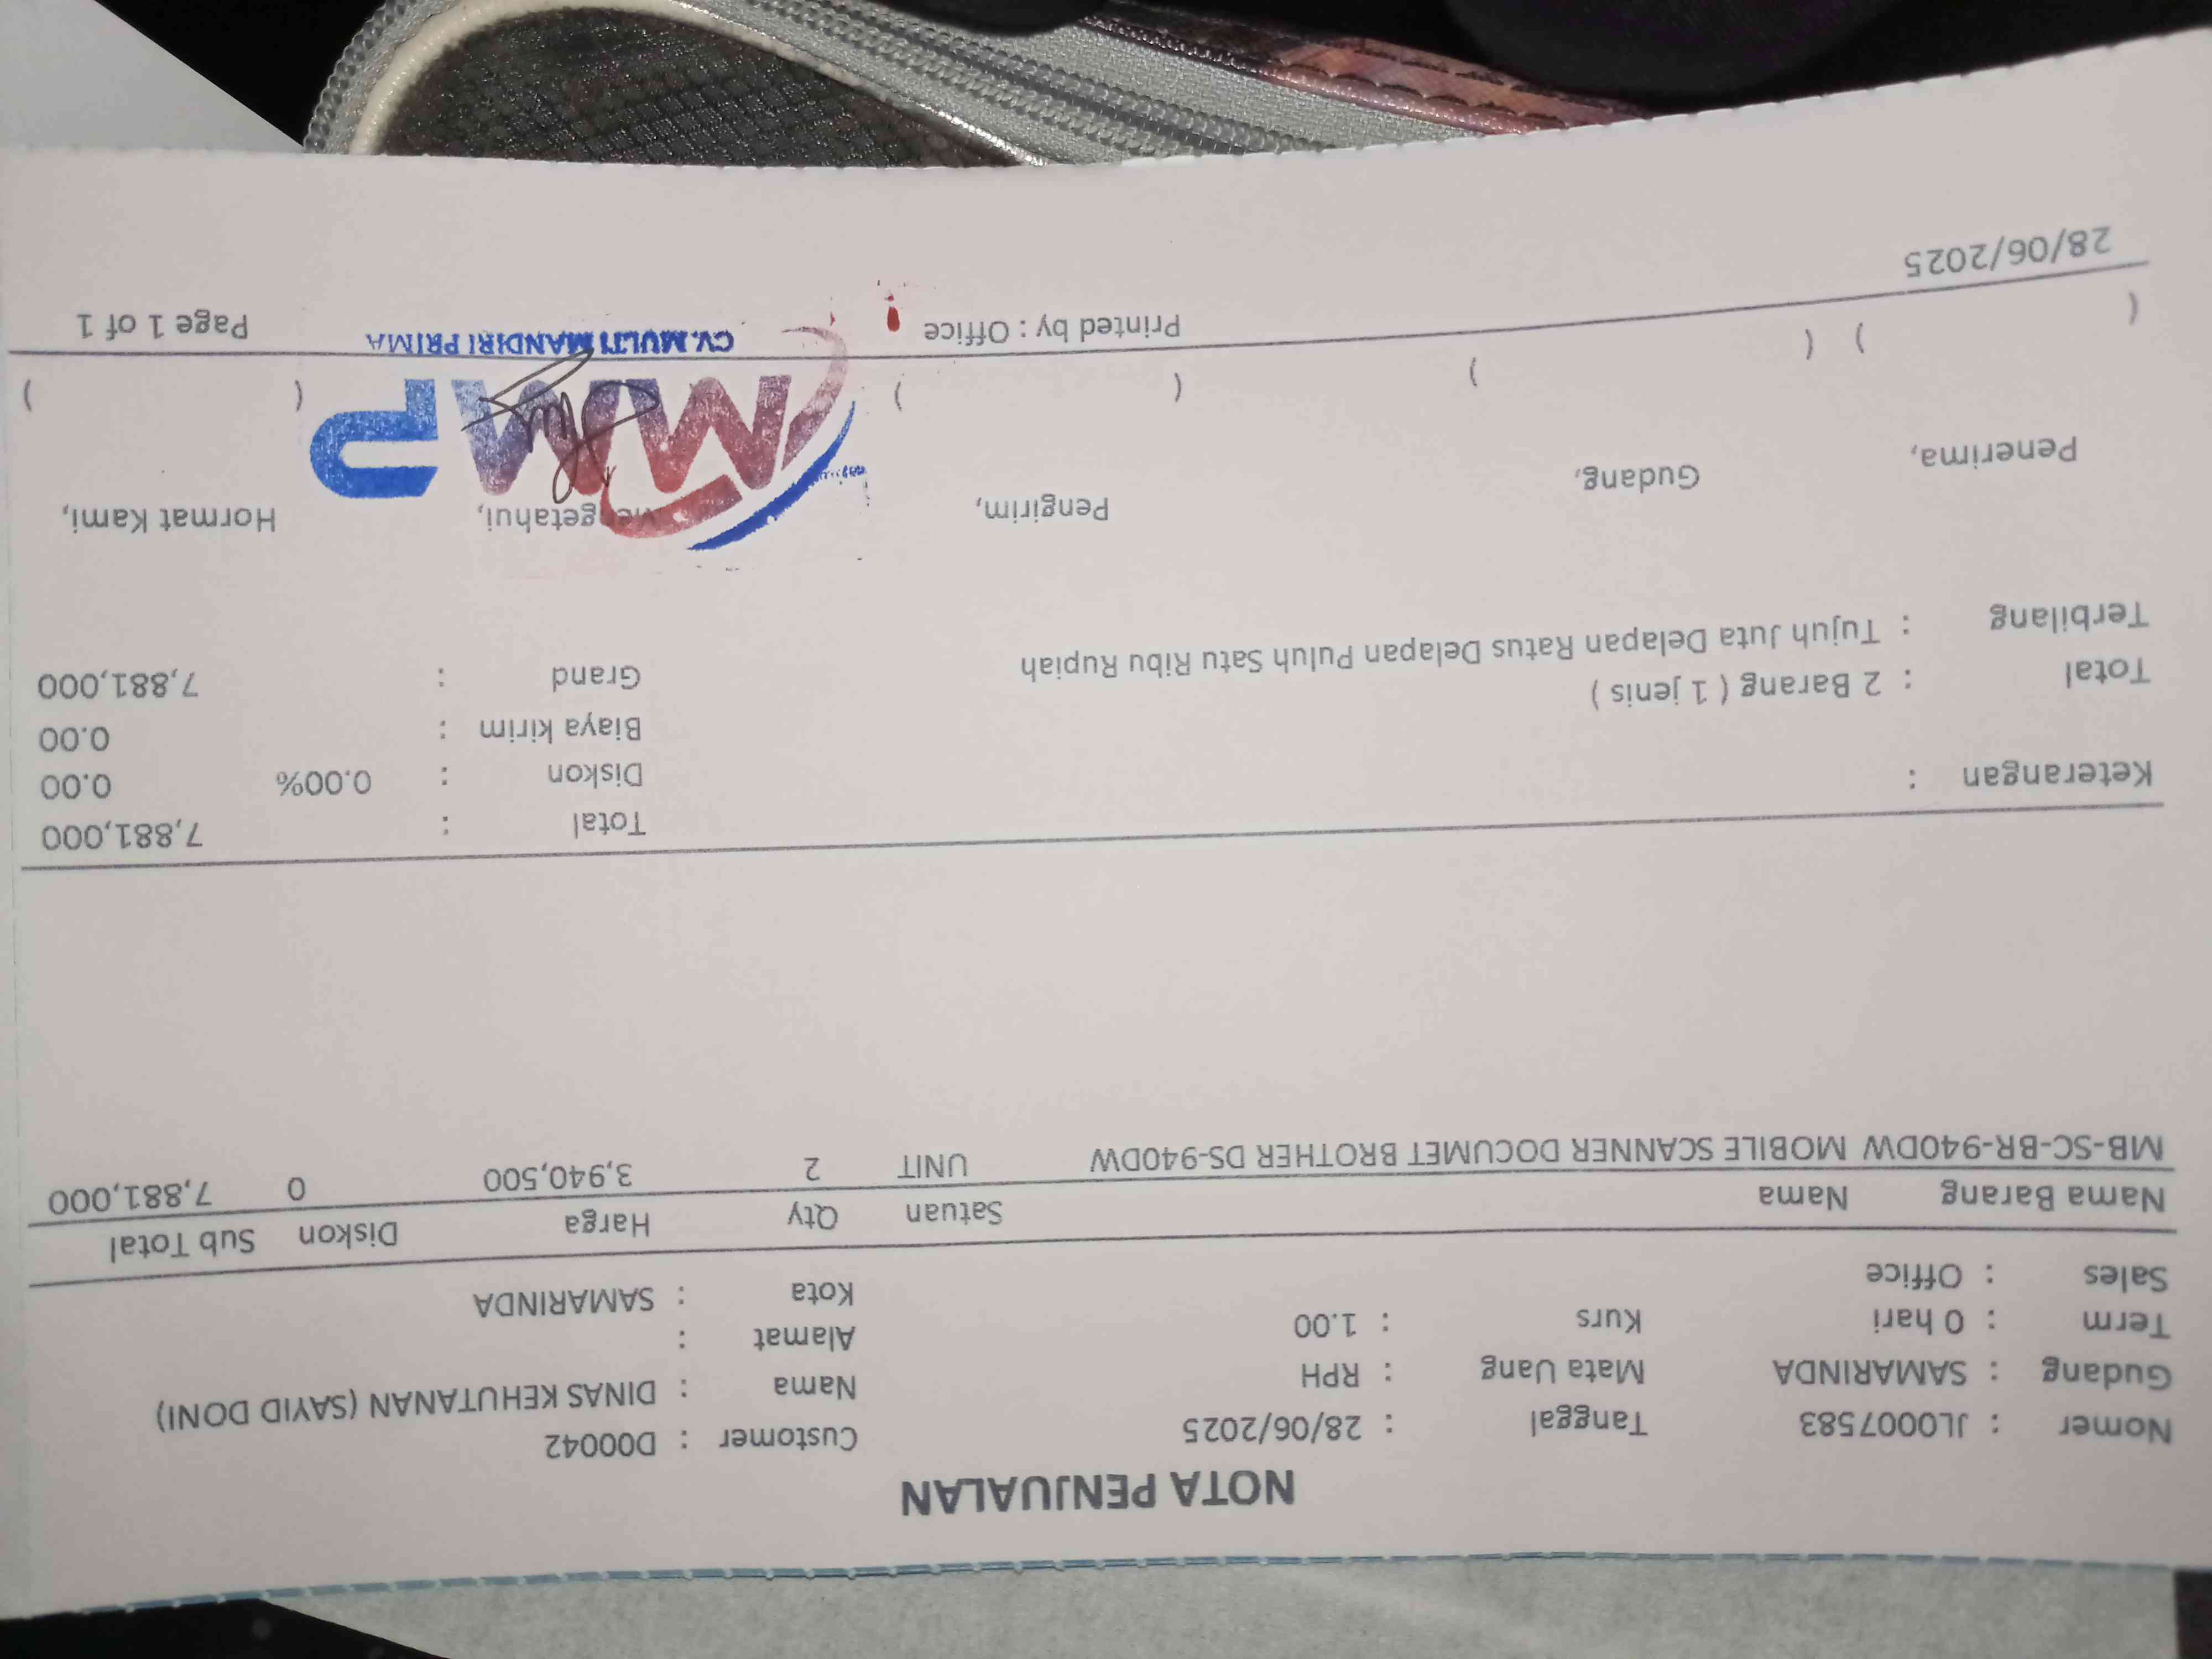 NOTA PENJUALAN
Nomer : JL0007583 Tanggal : 28/06/2025 Customer : D00042
Gudang : SAMARINDA Mata Uang : RPH Nama : DINAS KEHUTANAN (SAYID DONI)
Term : 0 hari Kurs : 1.00 Alamat :
Sales : Office Kota : SAMARINDA
Nama Barang Nama Satuan Qty Harga Diskon Sub Total
MB-SC-BR-940DW MOBILE SCANNER DOCUMET BROTHER DS-940DW UNIT 2 3,940,500 0 7,881,000
Keterangan : Total : 7,881,000
Diskon : 0.00% 0.00
Biaya kirim : 0.00
Total : 2 Barang ( 1 jenis ) Grand : 7,881,000
Terbilang : Tujuh Juta Delapan Ratus Delapan Puluh Satu Ribu Rupiah
Penerima, Gudang, Pengirim, Mengetahui, Hormat Kami,
MMP
( ) ( ) ( ) ( )
CV. MULTI MANDIRI PRIMA
28/06/2025 Printed by : Office Page 1 of 1